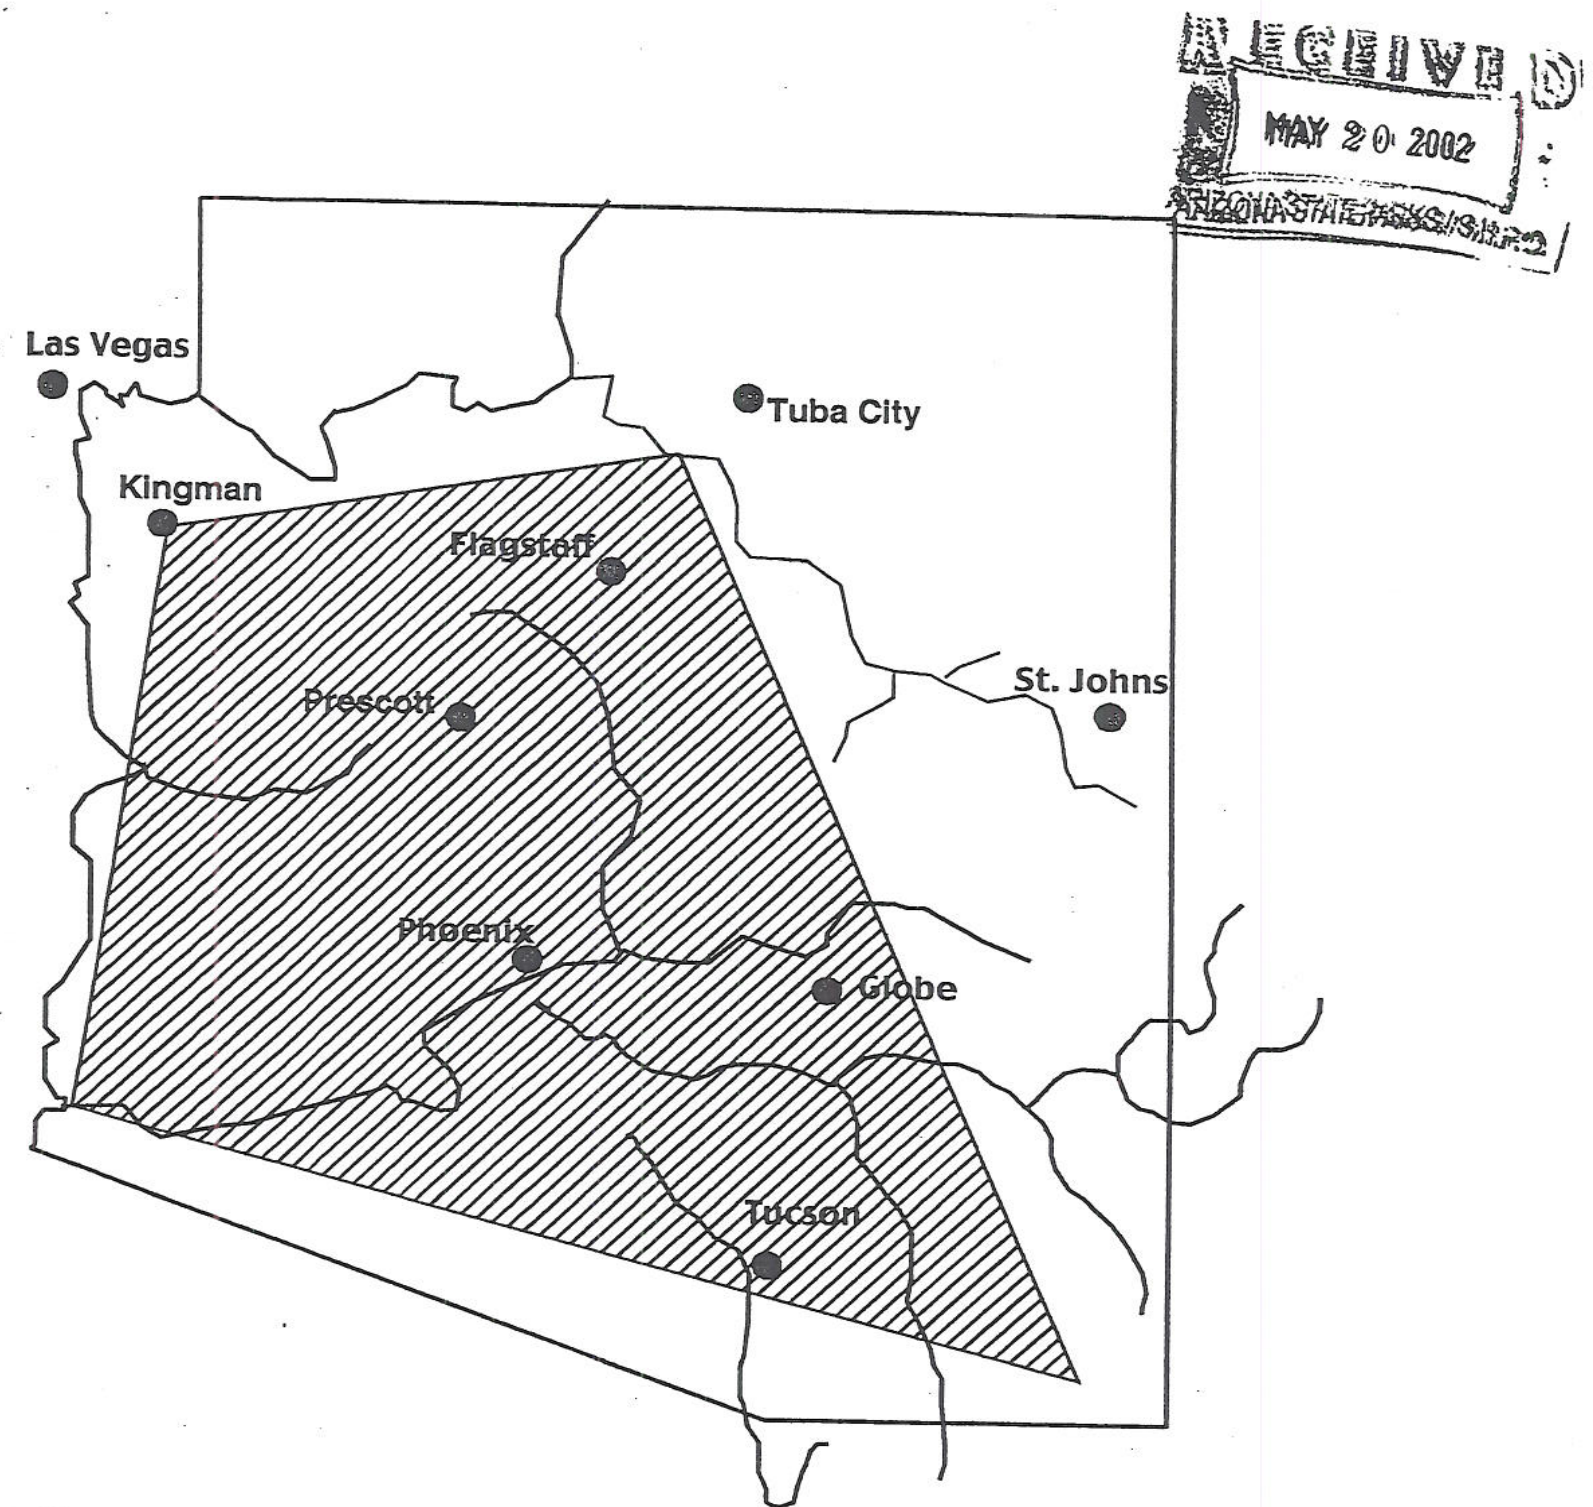 RECEIVED
MAY 20 2002
Las Vegas
Tuba City
Kingman
Flagstaff
St. Johns
Prescott
Phoenix
Globe
Tucson